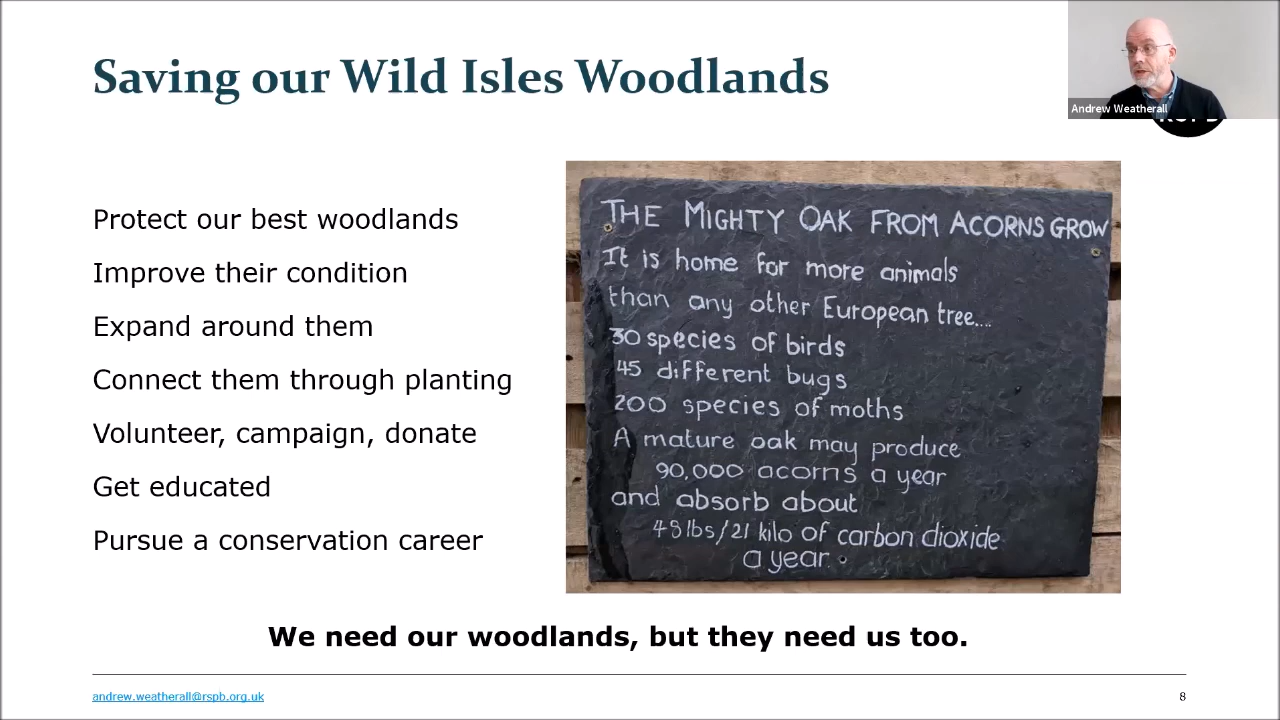 Saving our Wild Isles Woodlands
Andrew Weatherall
Protect our best woodlands
Improve their condition
Expand around them
Connect them through planting
Volunteer, campaign, donate
Get educated
Pursue a conservation career
THE MIGHTY OAK FROM ACORNS GROW
It is home for more animals
than any other European tree....
30 species of birds
45 different bugs
200 species of moths
A mature oak may produce
90,000 acorns a year
and absorb about
48 lbs/21 kilo of carbon dioxide
a year.
We need our woodlands, but they need us too.
andrew.weatherall@rspb.org.uk
8